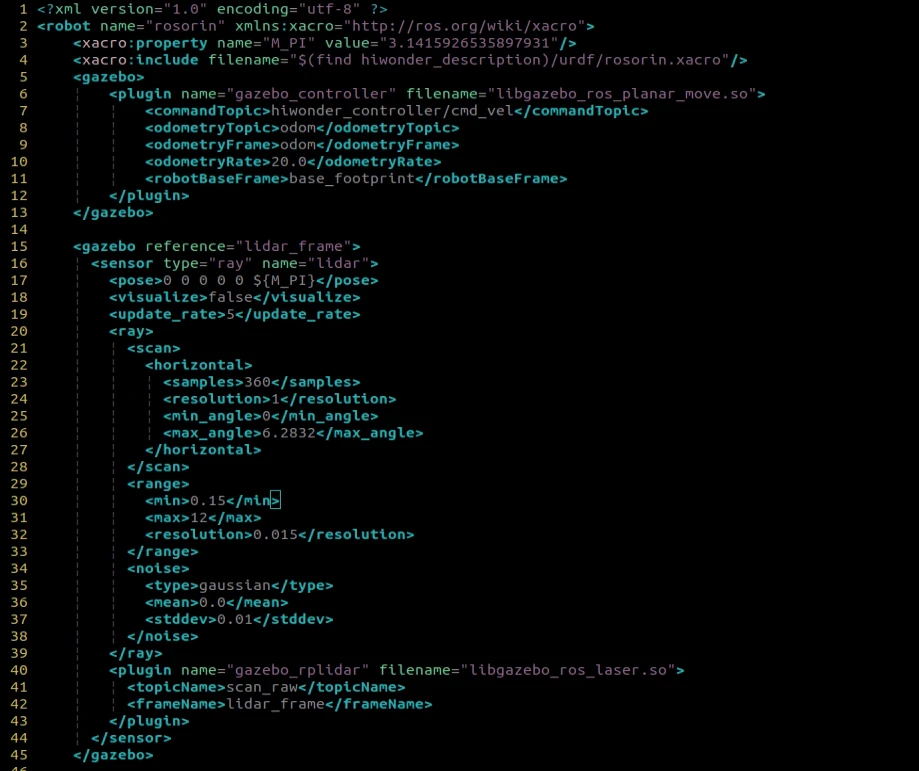 1 <?xml version="1.0" encoding="utf-8" ?>
2 <robot name="rosorin" xmlns:xacro="http://ros.org/wiki/xacro">
3     <xacro:property name="M_PI" value="3.1415926535897931"/>
4     <xacro:include filename="$(find hiwonder_description)/urdf/rosorin.xacro"/>
5     <gazebo>
6         <plugin name="gazebo_controller" filename="libgazebo_ros_planar_move.so">
7             <commandTopic>hiwonder_controller/cmd_vel</commandTopic>
8             <odometryTopic>odom</odometryTopic>
9             <odometryFrame>odom</odometryFrame>
10             <odometryRate>20.0</odometryRate>
11             <robotBaseFrame>base_footprint</robotBaseFrame>
12         </plugin>
13     </gazebo>
14
15     <gazebo reference="lidar_frame">
16       <sensor type="ray" name="lidar">
17         <pose>0 0 0 0 0 ${M_PI}</pose>
18         <visualize>false</visualize>
19         <update_rate>5</update_rate>
20         <ray>
21           <scan>
22             <horizontal>
23               <samples>360</samples>
24               <resolution>1</resolution>
25               <min_angle>0</min_angle>
26               <max_angle>6.2832</max_angle>
27             </horizontal>
28           </scan>
29           <range>
30             <min>0.15</min>
31             <max>12</max>
32             <resolution>0.015</resolution>
33           </range>
34           <noise>
35             <type>gaussian</type>
36             <mean>0.0</mean>
37             <stddev>0.01</stddev>
38           </noise>
39         </ray>
40         <plugin name="gazebo_rplidar" filename="libgazebo_ros_laser.so">
41           <topicName>scan_raw</topicName>
42           <frameName>lidar_frame</frameName>
43         </plugin>
44       </sensor>
45     </gazebo>